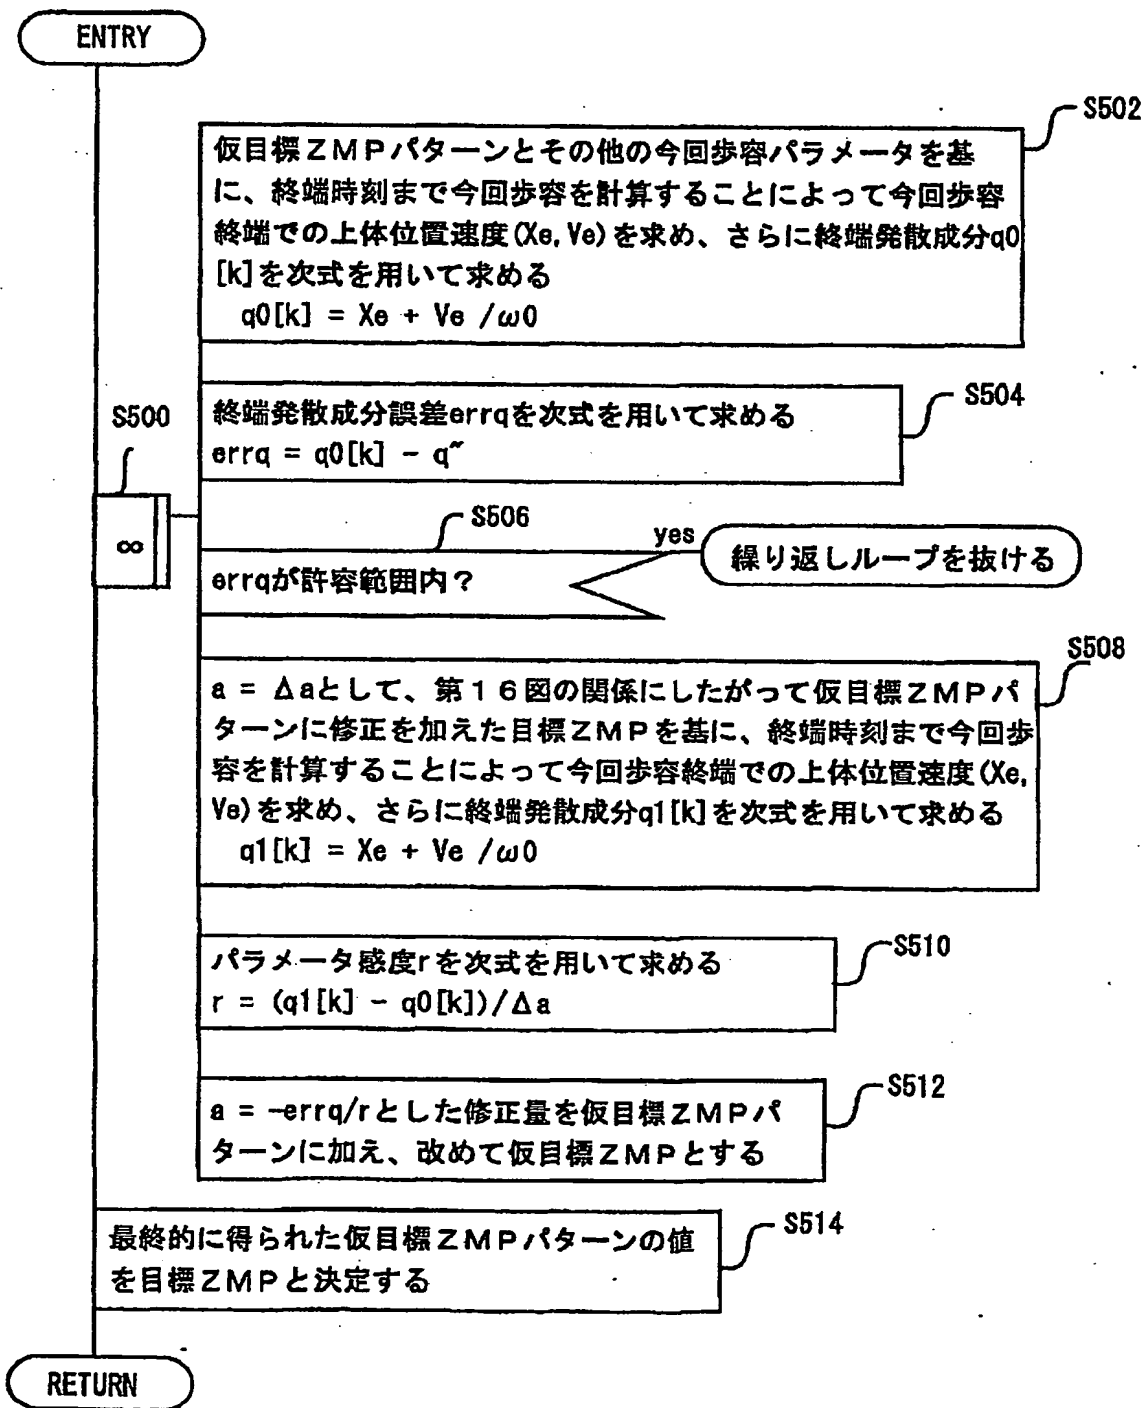 ENTRY
S502
仮目標ZMPパターンとその他の今回歩容パラメータを基
に、終端時刻まで今回歩容を計算することによって今回歩容
終端での上体位置速度(Xe, Ve)を求め、さらに終端発散成分q0
[k]を次式を用いて求める
q0[k] = Xe + Ve /ω0
S500
∞
S504
終端発散成分誤差errqを次式を用いて求める
errq = q0[k] - q~
S506
errqが許容範囲内?
yes
繰り返しループを抜ける
S508
a = Δaとして、第16図の関係にしたがって仮目標ZMPパ
ターンに修正を加えた目標ZMPを基に、終端時刻まで今回歩
容を計算することによって今回歩容終端での上体位置速度(Xe,
Ve)を求め、さらに終端発散成分q1[k]を次式を用いて求める
q1[k] = Xe + Ve /ω0
S510
パラメータ感度rを次式を用いて求める
r = (q1[k] - q0[k])/Δa
S512
a = -errq/rとした修正量を仮目標ZMPパ
ターンに加え、改めて仮目標ZMPとする
S514
最終的に得られた仮目標ZMPパターンの値
を目標ZMPと決定する
RETURN